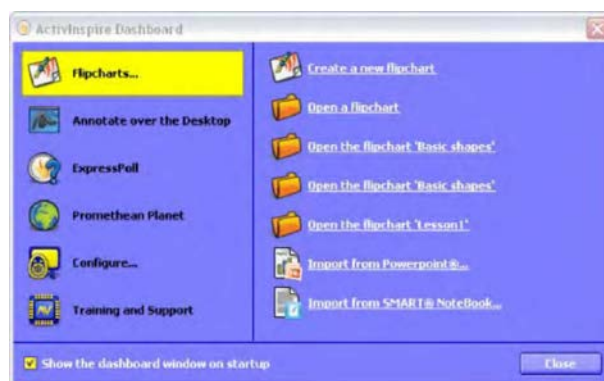 ActivInspire Dashboard
Flipcharts...
Annotate over the Desktop
ExpressPoll
Promethean Planet
Configure...
Training and Support
Create a new flipchart
Open a flipchart
Open the flipchart 'Basic shapes'
Open the flipchart 'Basic shapes'
Open the flipchart 'Lesson1'
Import from Powerpoint®...
Import from SMART® NoteBook...
Show the dashboard window on startup
Close